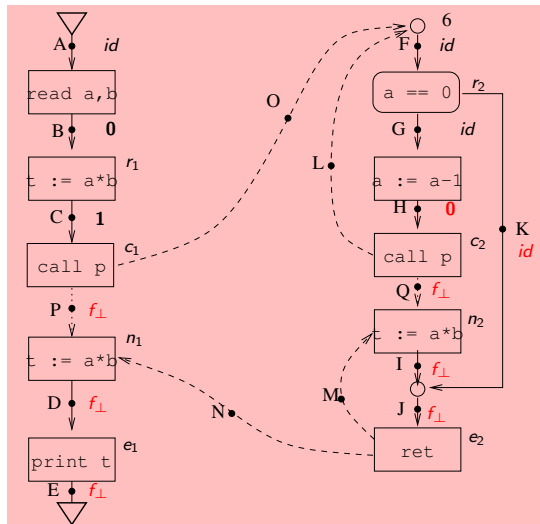 A id
read a,b
B 0
t := a*b r1
C 1
call p c1
P f⊥
t := a*b n1
D f⊥
print t e1
E f⊥
O
L
N
M
6
F id
a == 0 r2
G id
a := a-1
H 0
K
id
call p c2
Q f⊥
t := a*b n2
I f⊥
J f⊥
ret e2